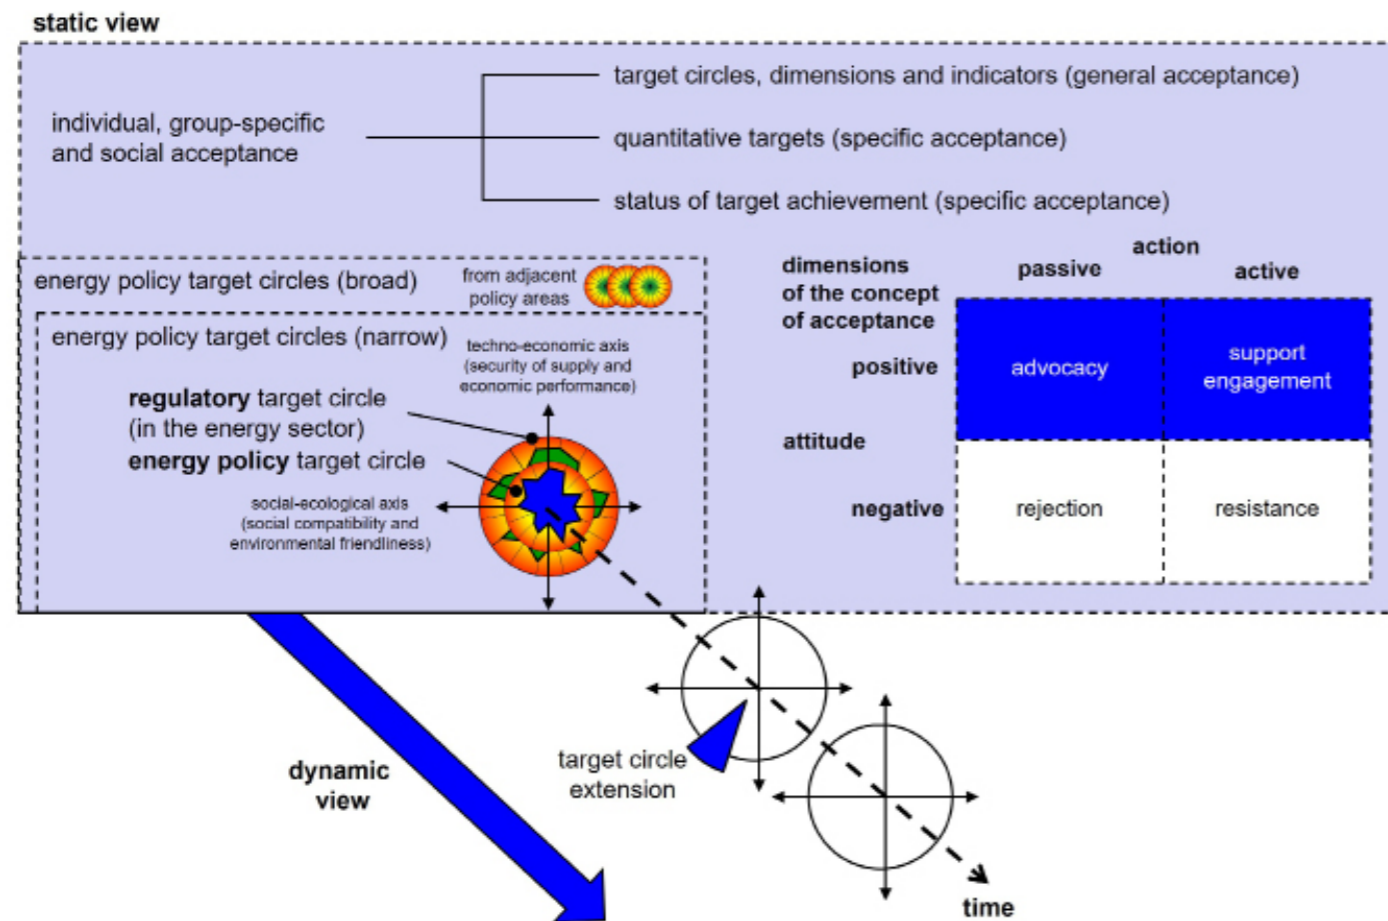 static view
individual, group-specific
and social acceptance
target circles, dimensions and indicators (general acceptance)
quantitative targets (specific acceptance)
status of target achievement (specific acceptance)
energy policy target circles (broad)
from adjacent
policy areas
energy policy target circles (narrow)
techno-economic axis
(security of supply and
economic performance)
regulatory target circle
(in the energy sector)
energy policy target circle
social-ecological axis
(social compatibility and
environmental friendliness)
dimensions
of the concept
of acceptance
action
passive
active
positive
advocacy
support
engagement
attitude
negative
rejection
resistance
target circle
extension
dynamic
view
time